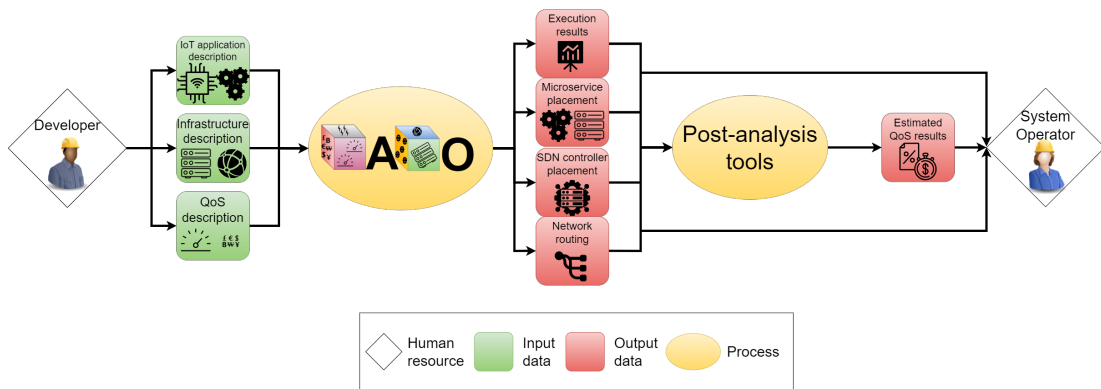 Developer
IoT application
description
Infrastructure
description
QoS
description
£ € $
B ₩ ¥
A O
Execution
results
Microservice
placement
SDN controller
placement
Network
routing
Post-analysis
tools
Estimated
QoS results
System
Operator
Human
resource
Input
data
Output
data
Process